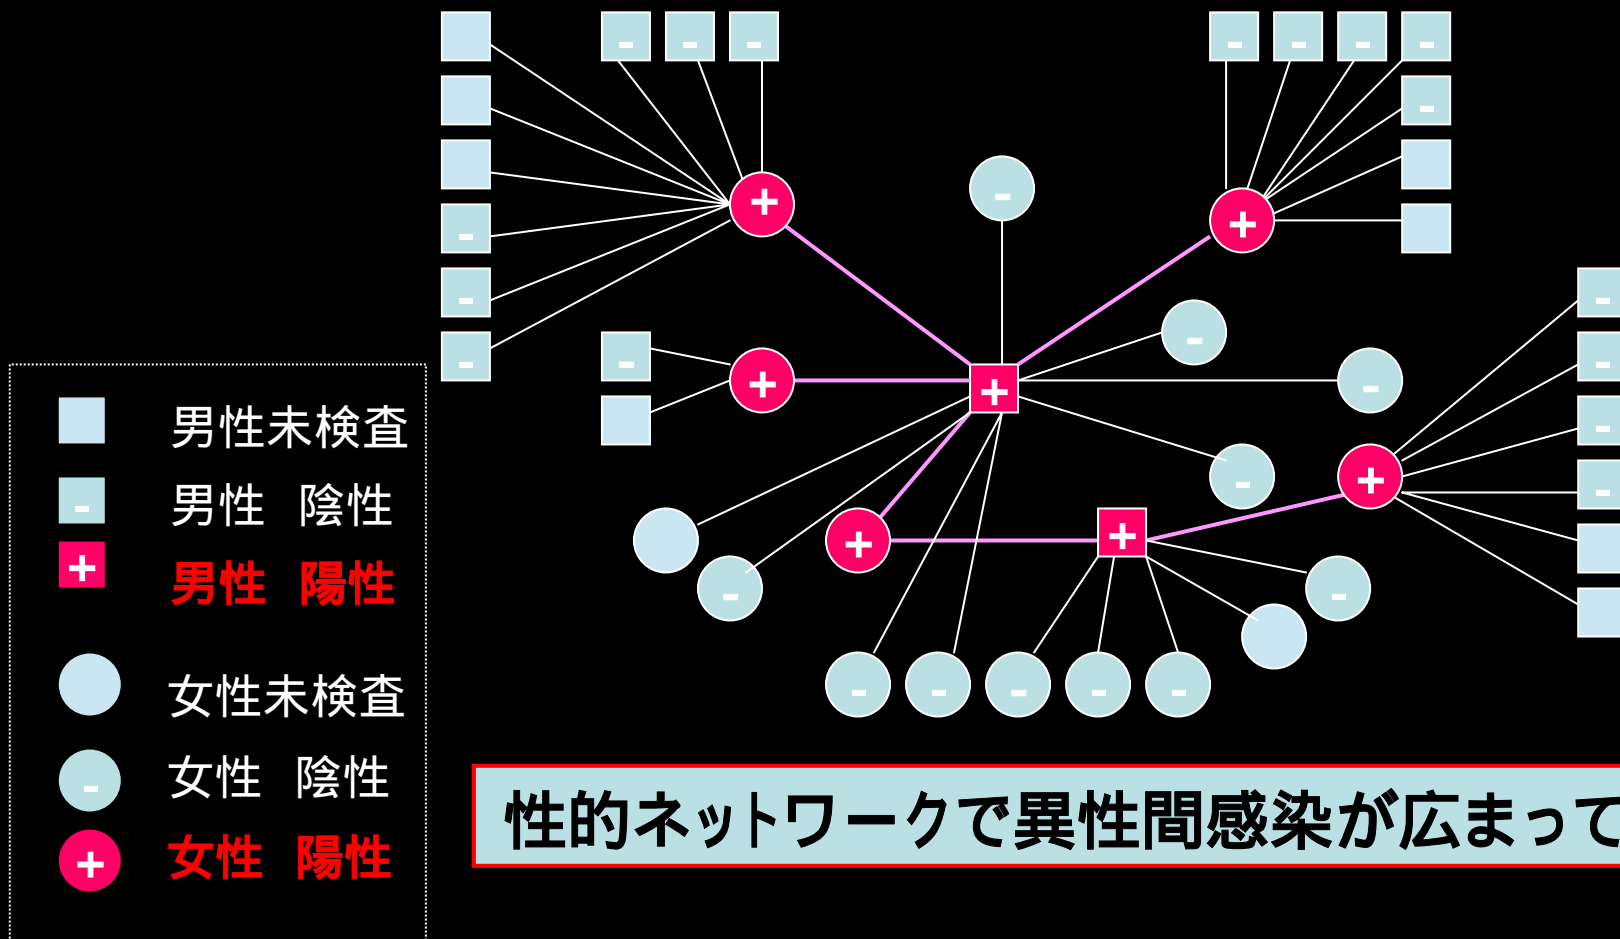 男性未検査
男性 陰性
男性 陽性
女性未検査
女性 陰性
女性 陽性
性的ネットワークで異性間感染が広まって